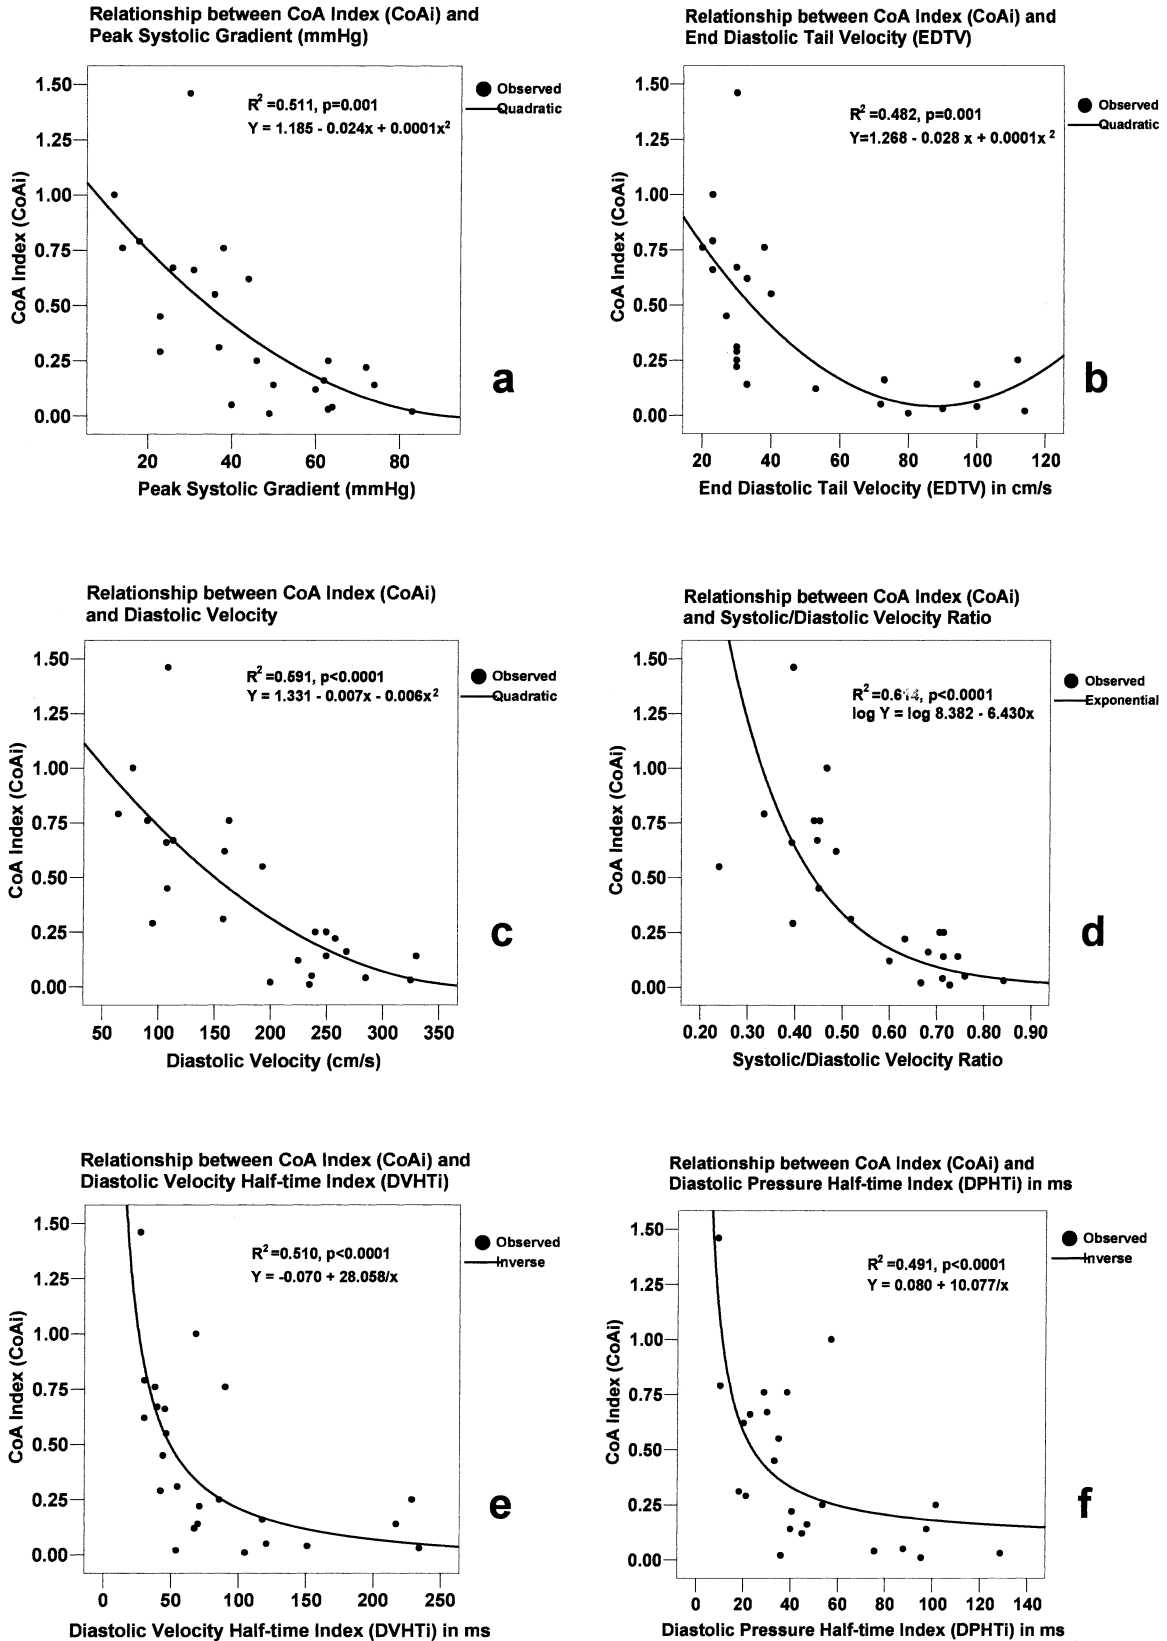 Relationship between CoA Index (CoAi) and
Peak Systolic Gradient (mmHg)
CoA Index (CoAi)
1.50
1.25
1.00
0.75
0.50
0.25
0.00
R² =0.511, p=0.001
Y = 1.185 - 0.024x + 0.0001x²
Observed
Quadratic
a
20 40 60 80
Peak Systolic Gradient (mmHg)
Relationship between CoA Index (CoAi) and
End Diastolic Tail Velocity (EDTV)
CoA Index (CoAi)
1.50
1.25
1.00
0.75
0.50
0.25
0.00
R² =0.482, p=0.001
Y=1.268 - 0.028 x + 0.0001x ²
Observed
Quadratic
b
20 40 60 80 100 120
End Diastolic Tail Velocity (EDTV) in cm/s
Relationship between CoA Index (CoAi)
and Diastolic Velocity
CoA Index (CoAi)
1.50
1.25
1.00
0.75
0.50
0.25
0.00
R² =0.591, p<0.0001
Y = 1.331 - 0.007x - 0.006x²
Observed
Quadratic
c
50 100 150 200 250 300 350
Diastolic Velocity (cm/s)
Relationship between CoA Index (CoAi)
and Systolic/Diastolic Velocity Ratio
CoA Index (CoAi)
1.50
1.25
1.00
0.75
0.50
0.25
0.00
R² =0.614, p<0.0001
log Y = log 8.382 - 6.430x
Observed
Exponential
d
0.20 0.30 0.40 0.50 0.60 0.70 0.80 0.90
Systolic/Diastolic Velocity Ratio
Relationship between CoA Index (CoAi) and
Diastolic Velocity Half-time Index (DVHTi)
CoA Index (CoAi)
1.50
1.25
1.00
0.75
0.50
0.25
0.00
R² =0.510, p<0.0001
Y = -0.070 + 28.058/x
Observed
Inverse
e
0 50 100 150 200 250
Diastolic Velocity Half-time Index (DVHTi) in ms
Relationship between CoA Index (CoAi) and
Diastolic Pressure Half-time Index (DPHTi) in ms
CoA Index (CoAi)
1.50
1.25
1.00
0.75
0.50
0.25
0.00
R² =0.491, p<0.0001
Y = 0.080 + 10.077/x
Observed
Inverse
f
0 20 40 60 80 100 120 140
Diastolic Pressure Half-time Index (DPHTi) in ms